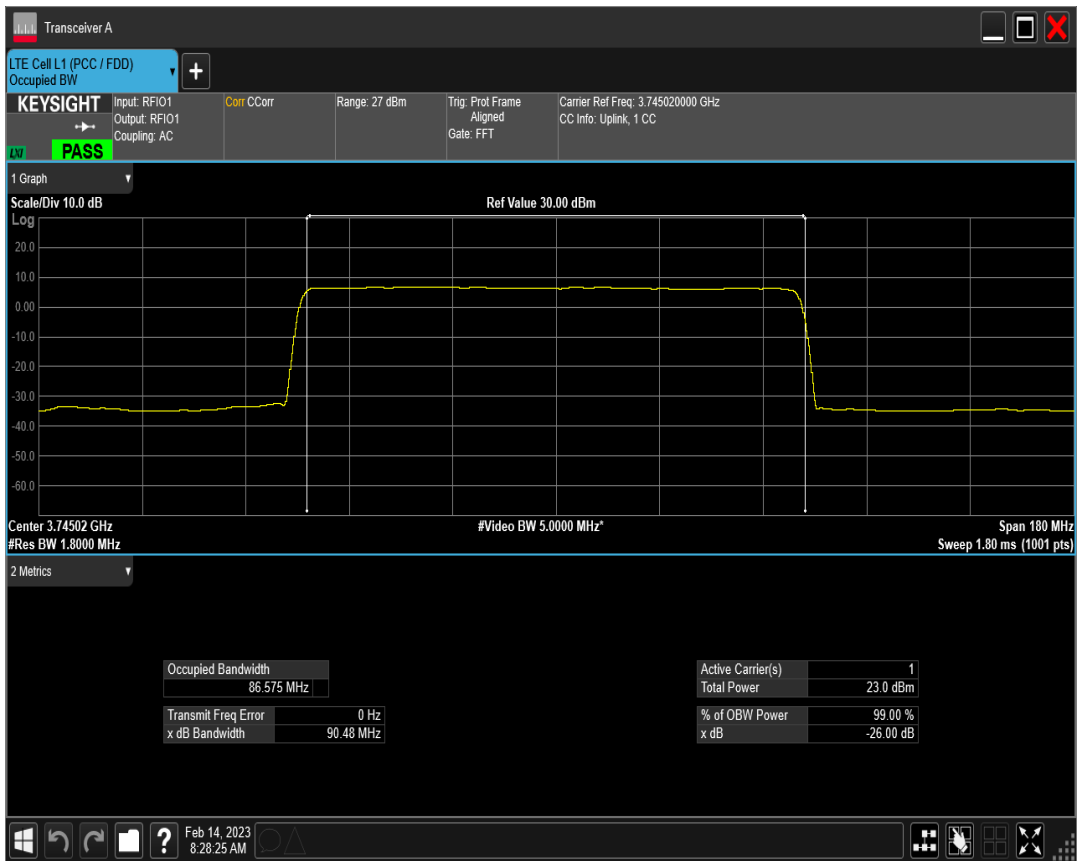 Transceiver A
LTE Cell L1 (PCC / FDD)
Occupied BW
KEYSIGHT
LXI
PASS
Input: RFIO1
Output: RFIO1
Coupling: AC
Corr CCorr
Range: 27 dBm
Trig: Prot Frame
Aligned
Gate: FFT
Carrier Ref Freq: 3.745020000 GHz
CC Info: Uplink, 1 CC
1 Graph
Scale/Div 10.0 dB
Ref Value 30.00 dBm
Log
20.0
10.0
0.00
-10.0
-20.0
-30.0
-40.0
-50.0
-60.0
Center 3.74502 GHz
#Video BW 5.0000 MHz*
Span 180 MHz
#Res BW 1.8000 MHz
Sweep 1.80 ms (1001 pts)
2 Metrics
Occupied Bandwidth
86.575 MHz
Transmit Freq Error 0 Hz
x dB Bandwidth 90.48 MHz
Active Carrier(s) 1
Total Power 23.0 dBm
% of OBW Power 99.00 %
x dB -26.00 dB
?
Feb 14, 2023
8:28:25 AM